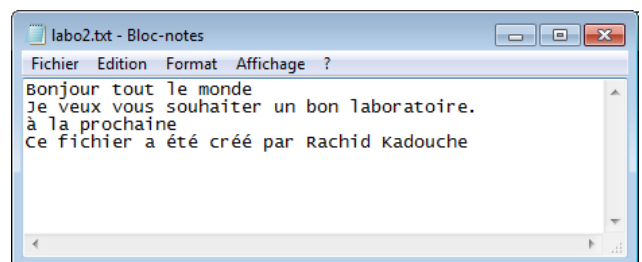 labo2.txt - Bloc-notes
Fichier Edition Format Affichage ?
Bonjour tout le monde
Je veux vous souhaiter un bon laboratoire.
à la prochaine
Ce fichier a été créé par Rachid Kadouche